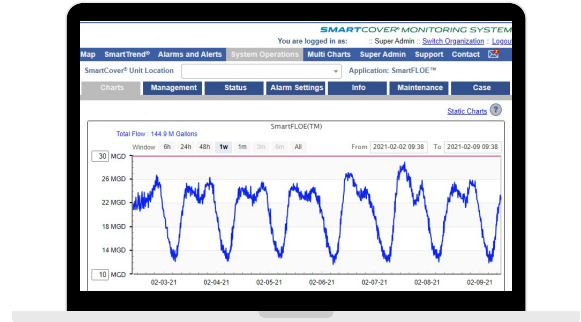 SMARTCOVER® MONITORING SYSTEM
You are logged in as: :: Super Admin :: Switch Organization :: Logout
Map SmartTrend® Alarms and Alerts System Operations Multi Charts Super Admin Support Contact
SmartCover® Unit Location Application: SmartFLOE™
Charts Management Status Alarm Settings Info Maintenance Case
Static Charts ?
SmartFLOE(TM)
Total Flow : 144.9 M Gallons
Window 6h 24h 48h 1w 1m 3m 6m All From 2021-02-02 09:38 To 2021-02-09 09:38
30 MGD
26 MGD
22 MGD
18 MGD
14 MGD
10 MGD
02-03-21 02-04-21 02-05-21 02-06-21 02-07-21 02-08-21 02-09-21